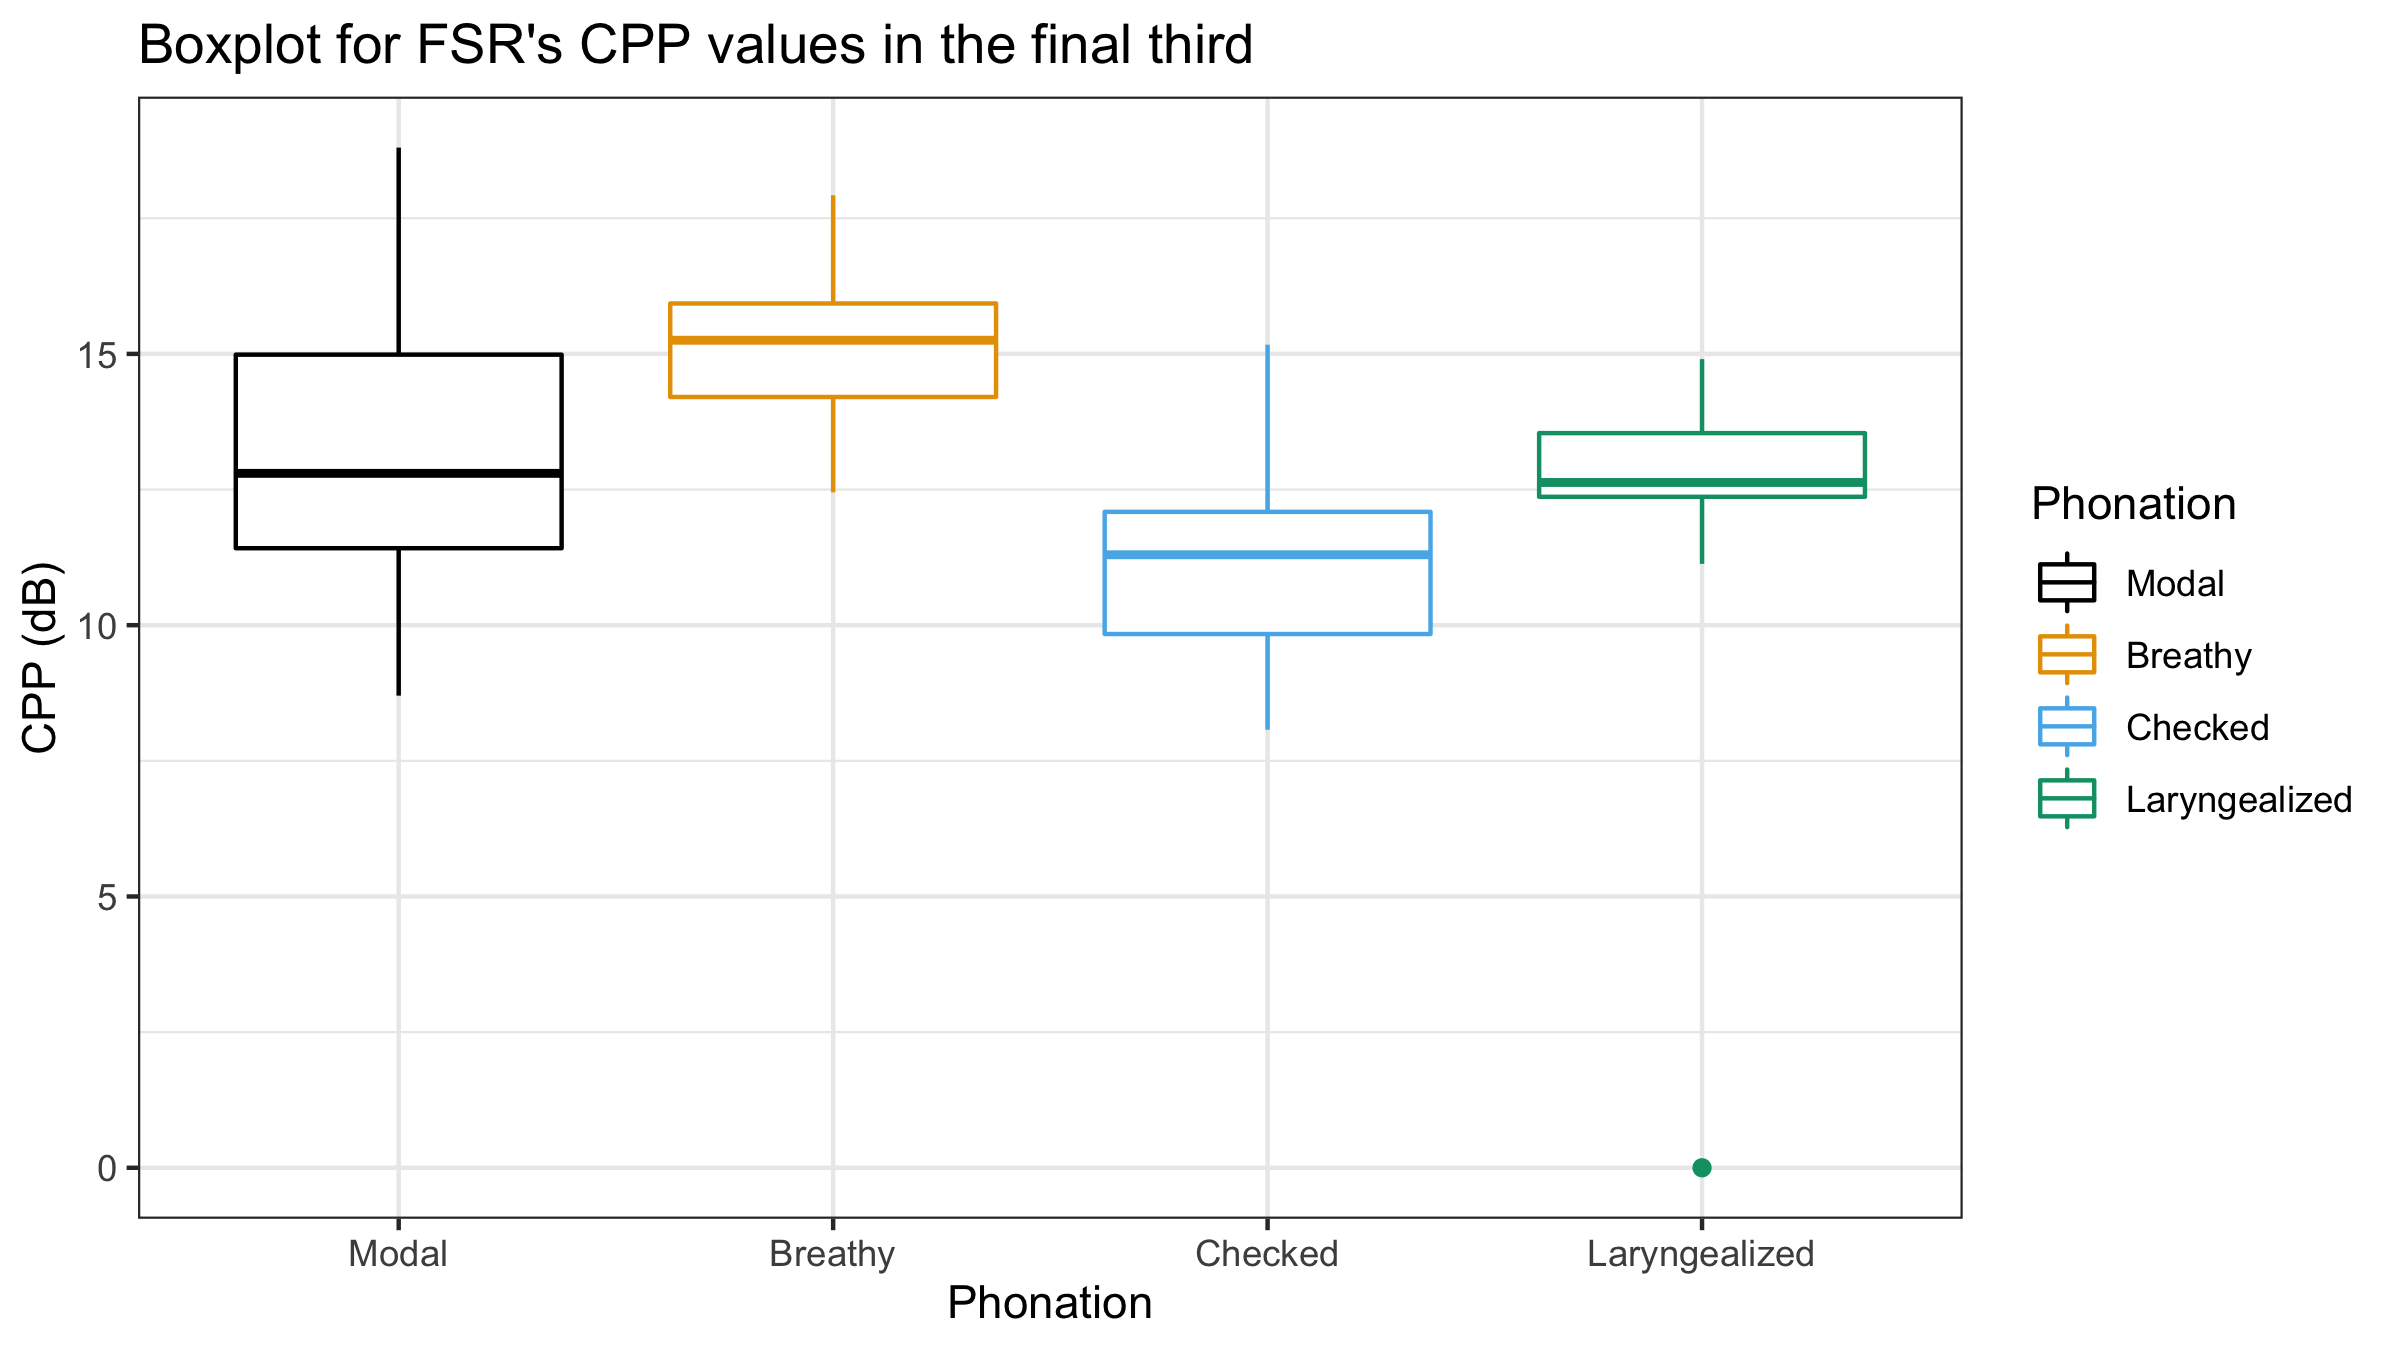 Boxplot for FSR's CPP values in the final third
CPP (dB)
15
10
5
0
Modal
Breathy
Checked
Laryngealized
Phonation
Phonation
Modal
Breathy
Checked
Laryngealized